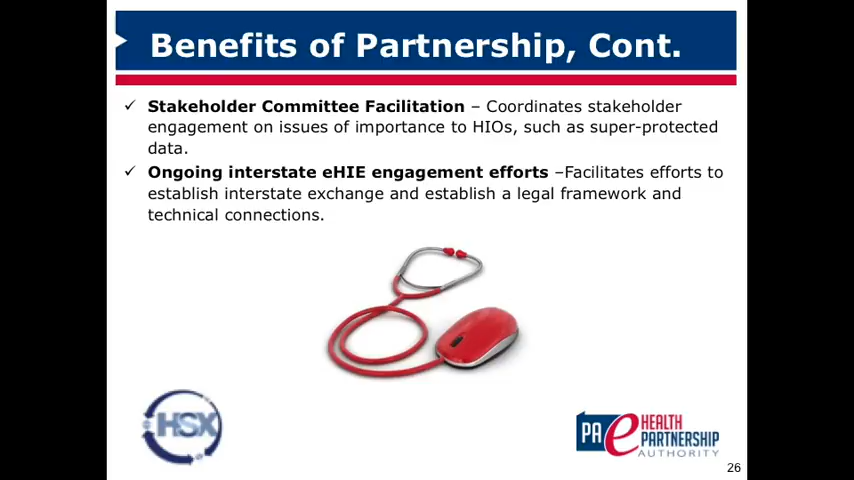 Benefits of Partnership, Cont.
✓ Stakeholder Committee Facilitation – Coordinates stakeholder
engagement on issues of importance to HIOs, such as super-protected
data.
✓ Ongoing interstate eHIE engagement efforts –Facilitates efforts to
establish interstate exchange and establish a legal framework and
technical connections.
HSX
PA e HEALTH
PARTNERSHIP
AUTHORITY
26